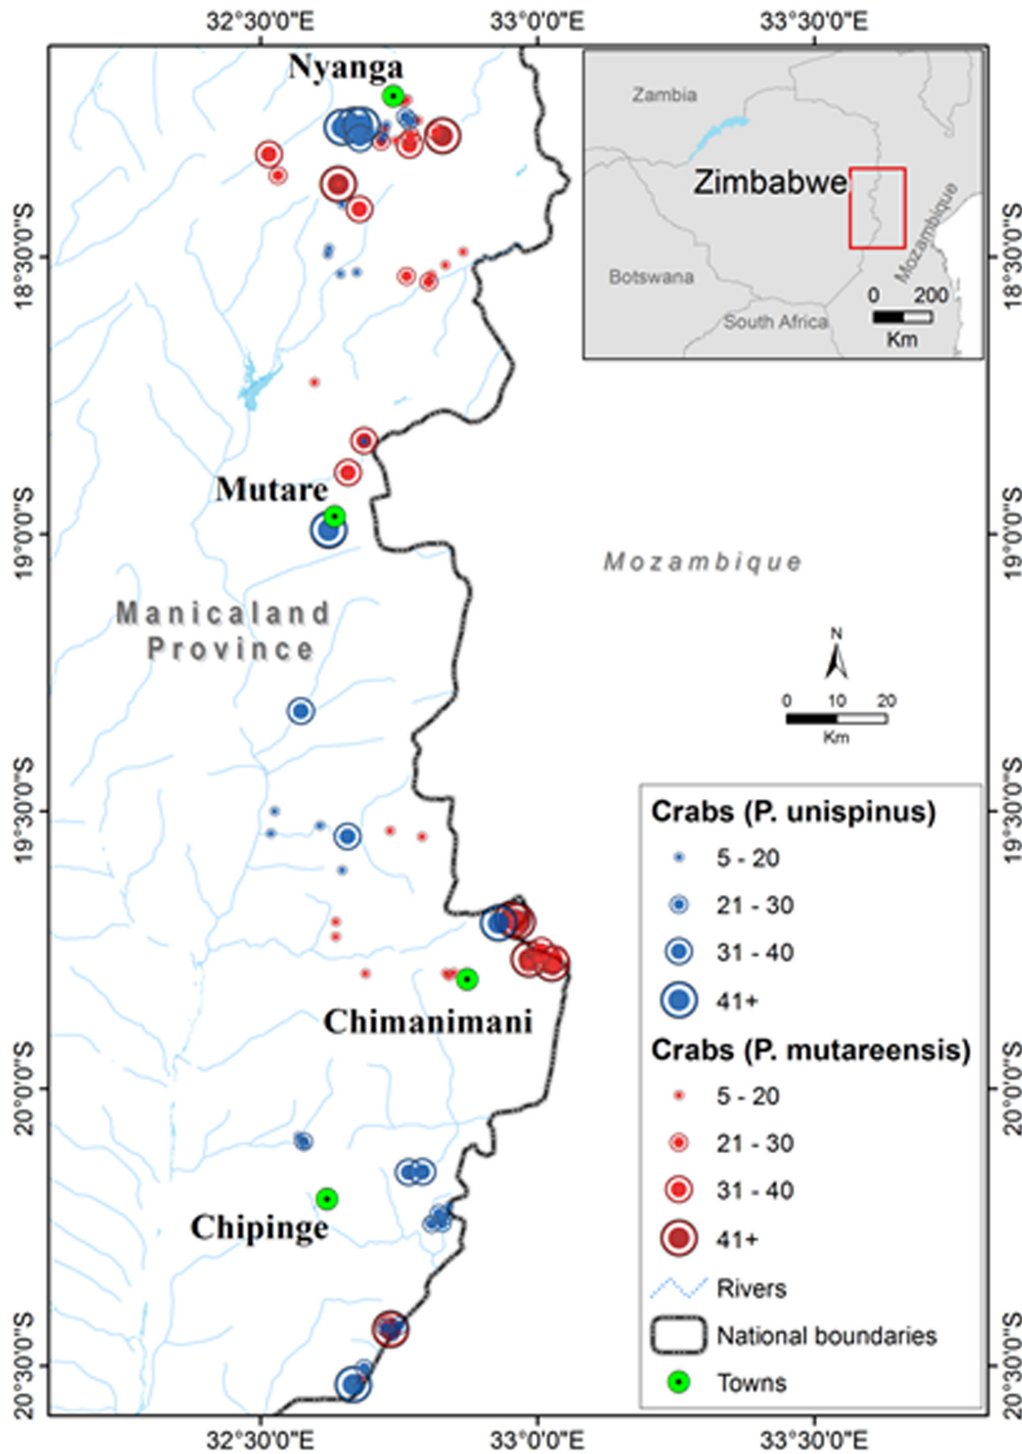 32°30'0"E
33°0'0"E
33°30'0"E
Nyanga
Zambia
Zimbabwe
Mozambique
Botswana
South Africa
0 200
Km
18°30'0"S
18°30'0"S
Mutare
19°0'0"S
19°0'0"S
Mozambique
Manicaland
Province
N
0 10 20
Km
19°30'0"S
19°30'0"S
Crabs (P. unispinus)
5 - 20
21 - 30
31 - 40
41+
Chimanimani
Crabs (P. mutareensis)
5 - 20
21 - 30
31 - 40
41+
20°0'0"S
20°0'0"S
Chipinge
Rivers
National boundaries
Towns
20°30'0"S
20°30'0"S
32°30'0"E
33°0'0"E
33°30'0"E